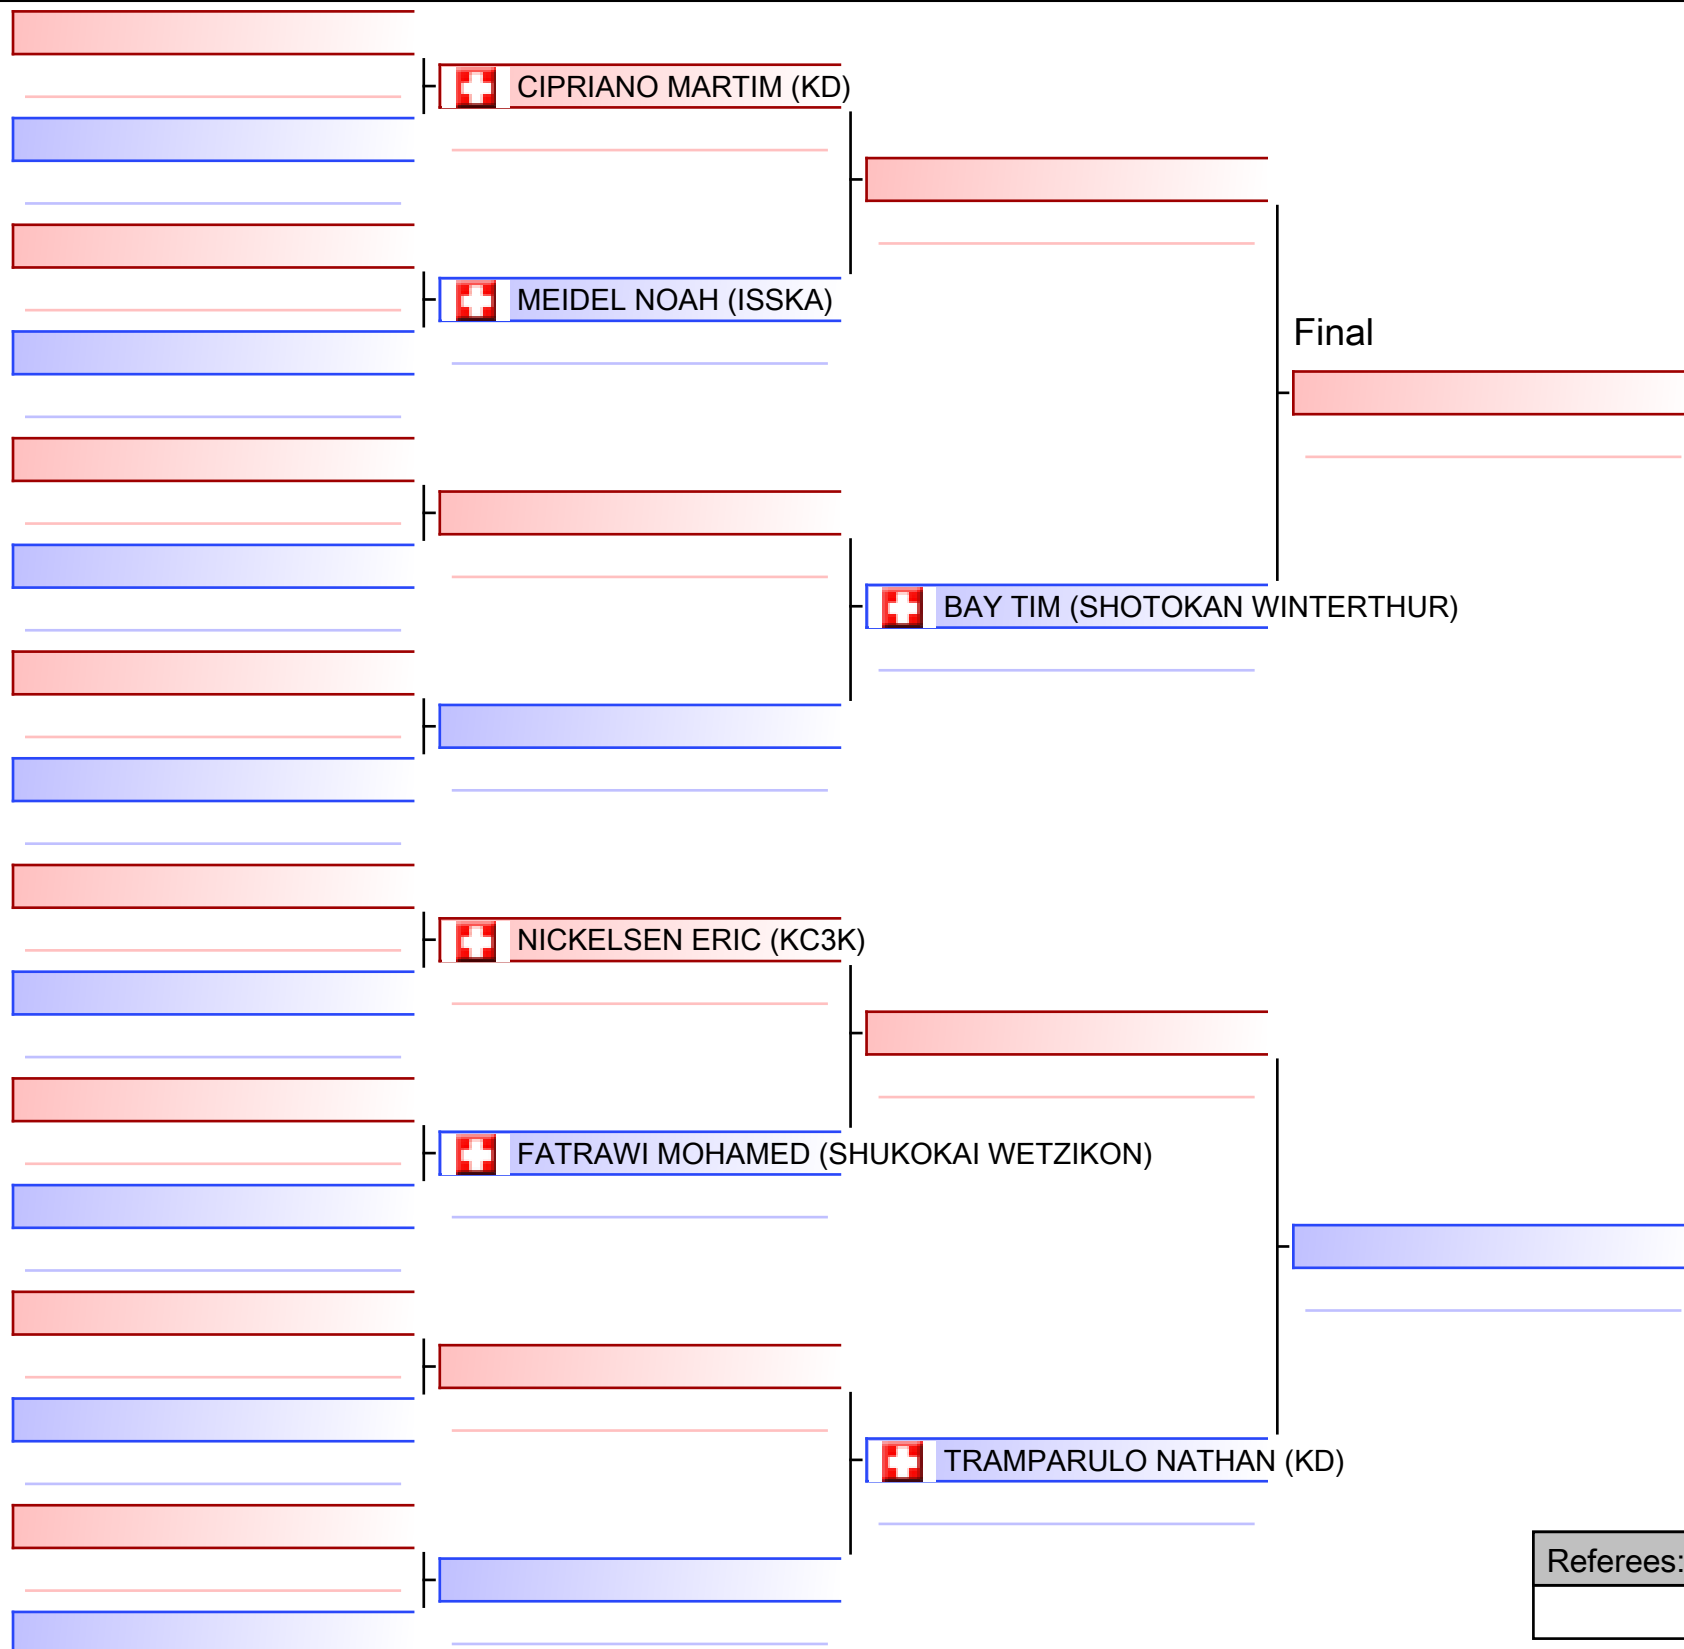 CIPRIANO MARTIM (KD)
MEIDEL NOAH (ISSKA)
Final
BAY TIM (SHOTOKAN WINTERTHUR)
NICKELSEN ERIC (KC3K)
FATRAWI MOHAMED (SHUKOKAI WETZIKON)
TRAMPARULO NATHAN (KD)
Referees: